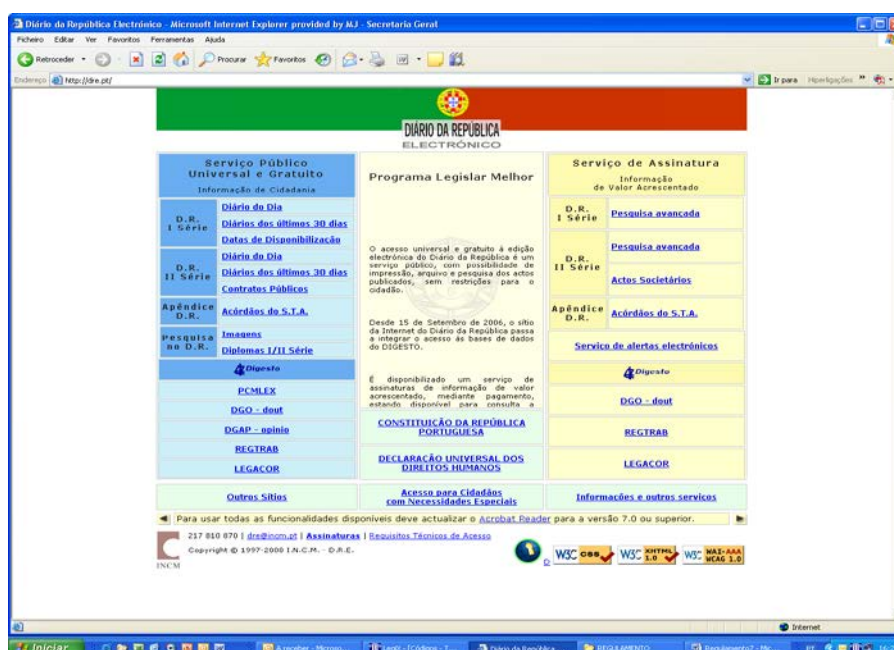 Diário da República Electrónico - Microsoft Internet Explorer provided by MJ - Secretaria Geral
Ficheiro Editar Ver Favoritos Ferramentas Ajuda
Retroceder Procurar Favoritos
Endereço http://dre.pt/ Ir para Hiperligações
DIÁRIO DA REPÚBLICA
ELECTRÓNICO
Serviço Público
Universal e Gratuito
Informação de Cidadania
D.R.
I Série
Diário do Dia
Diários dos últimos 30 dias
Datas de Disponibilização
D.R.
II Série
Diário do Dia
Diários dos últimos 30 dias
Contratos Públicos
Apêndice
D.R.
Acórdãos do S.T.A.
Pesquisa
no D.R.
Imagens
Diplomas I/II Série
Digesto
PCMLEX
DGO - dout
DGAP - opinio
REGTRAB
LEGACOR
Outros Sítios
Programa Legislar Melhor
O acesso universal e gratuito à edição
electrónica do Diário da República é um
serviço público, com possibilidade de
impressão, arquivo e pesquisa dos actos
publicados, sem restrições para o
cidadão.
Desde 15 de Setembro de 2006, o sítio
da Internet do Diário da República passa
a integrar o acesso às bases de dados
do DIGESTO.
É disponibilizado um serviço de
assinaturas de informação de valor
acrescentado, mediante pagamento,
estando disponível para consulta a
CONSTITUIÇÃO DA REPÚBLICA
PORTUGUESA
DECLARAÇÃO UNIVERSAL DOS
DIREITOS HUMANOS
Acesso para Cidadãos
com Necessidades Especiais
Serviço de Assinatura
Informação
de Valor Acrescentado
D.R.
I Série
Pesquisa avançada
D.R.
II Série
Pesquisa avançada
Actos Societários
Apêndice
D.R.
Acórdãos do S.T.A.
Serviço de alertas electrónicos
Digesto
DGO - dout
REGTRAB
LEGACOR
Informações e outros serviços
Para usar todas as funcionalidades disponíveis deve actualizar o Acrobat Reader para a versão 7.0 ou superior.
217 810 870 | dre@incm.pt | Assinaturas | Requisitos Técnicos de Acesso
Copyright © 1997-2008 I.N.C.M. - D.R.E.
INCM
D
W3C CSS
W3C XHTML 1.0
W3C WAI-AAA WCAG 1.0
Internet
Iniciar
A receber - Microso...
Diário da Repúblic...
REGULAMENTO
Regulamento7 - Mic...
PT